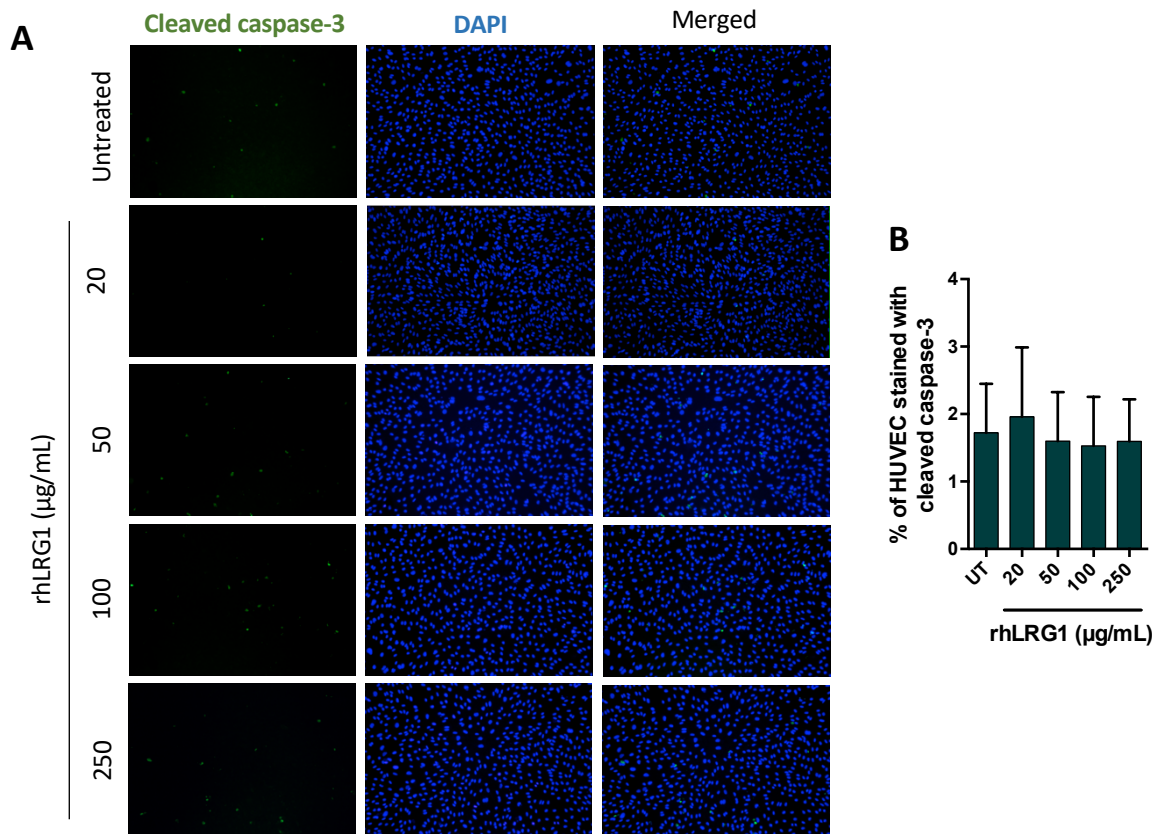 A
Cleaved caspase-3
DAPI
Merged
Untreated
20
50
100
250
rhLRG1 (µg/mL)
B
% of HUVEC stained with
cleaved caspase-3
4
3
2
1
0
UT
20
50
100
250
rhLRG1 (µg/mL)